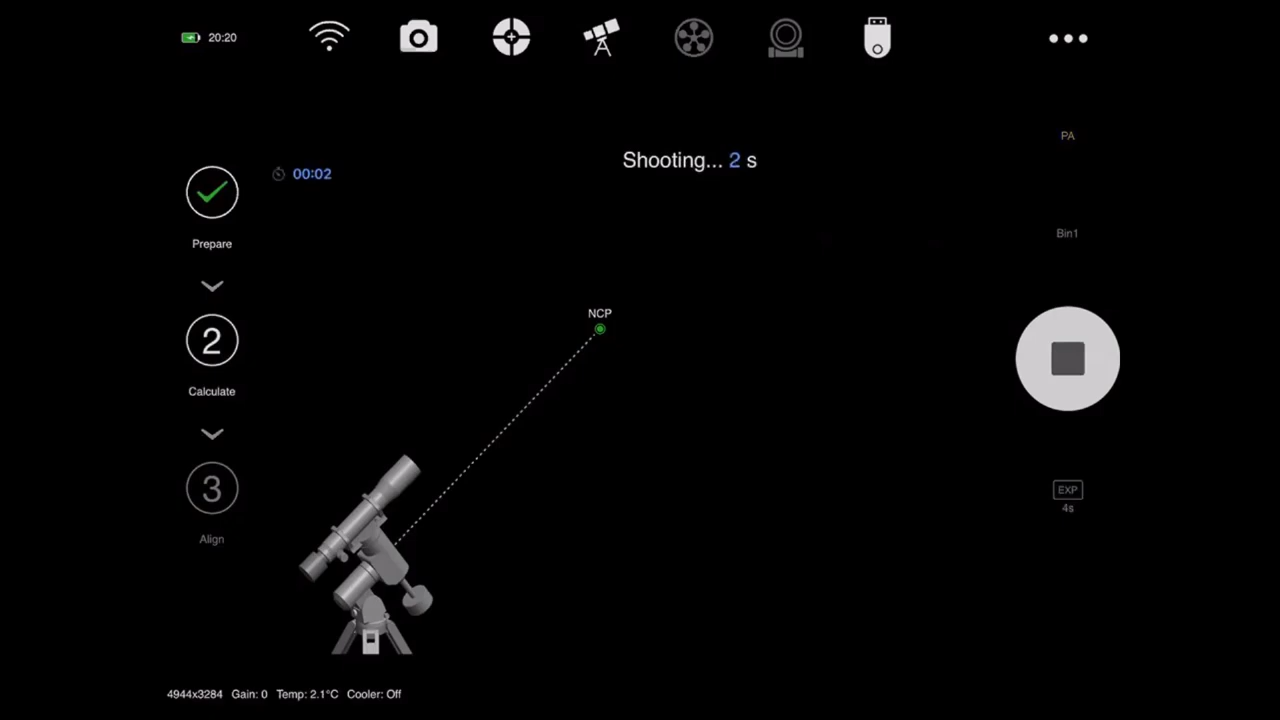 20:20
PA
Shooting... 2 s
00:02
Prepare
Bin1
NCP
2
Calculate
3
EXP
4s
Align
4944x3284 Gain: 0 Temp: 2.1°C Cooler: Off